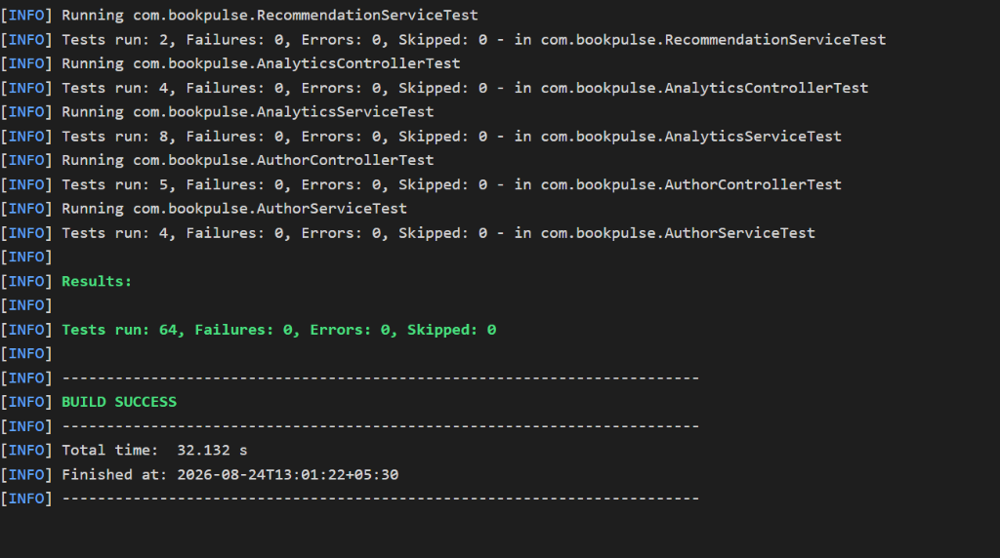 [INFO] Running com.bookpulse.RecommendationServiceTest
[INFO] Tests run: 2, Failures: 0, Errors: 0, Skipped: 0 - in com.bookpulse.RecommendationServiceTest
[INFO] Running com.bookpulse.AnalyticsControllerTest
[INFO] Tests run: 4, Failures: 0, Errors: 0, Skipped: 0 - in com.bookpulse.AnalyticsControllerTest
[INFO] Running com.bookpulse.AnalyticsServiceTest
[INFO] Tests run: 8, Failures: 0, Errors: 0, Skipped: 0 - in com.bookpulse.AnalyticsServiceTest
[INFO] Running com.bookpulse.AuthorControllerTest
[INFO] Tests run: 5, Failures: 0, Errors: 0, Skipped: 0 - in com.bookpulse.AuthorControllerTest
[INFO] Running com.bookpulse.AuthorServiceTest
[INFO] Tests run: 4, Failures: 0, Errors: 0, Skipped: 0 - in com.bookpulse.AuthorServiceTest
[INFO]
[INFO] Results:
[INFO]
[INFO] Tests run: 64, Failures: 0, Errors: 0, Skipped: 0
[INFO]
[INFO] ------------------------------------------------------------------------
[INFO] BUILD SUCCESS
[INFO] ------------------------------------------------------------------------
[INFO] Total time:  32.132 s
[INFO] Finished at: 2026-08-24T13:01:22+05:30
[INFO] ------------------------------------------------------------------------